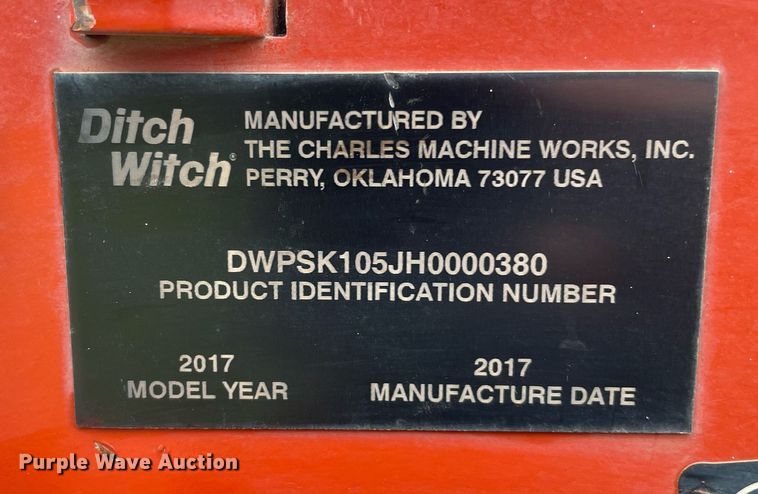 Ditch
Witch®
MANUFACTURED BY
THE CHARLES MACHINE WORKS, INC.
PERRY, OKLAHOMA 73077 USA
DWPSK105JH0000380
PRODUCT IDENTIFICATION NUMBER
2017
MODEL YEAR
2017
MANUFACTURE DATE
Purple Wave Auction